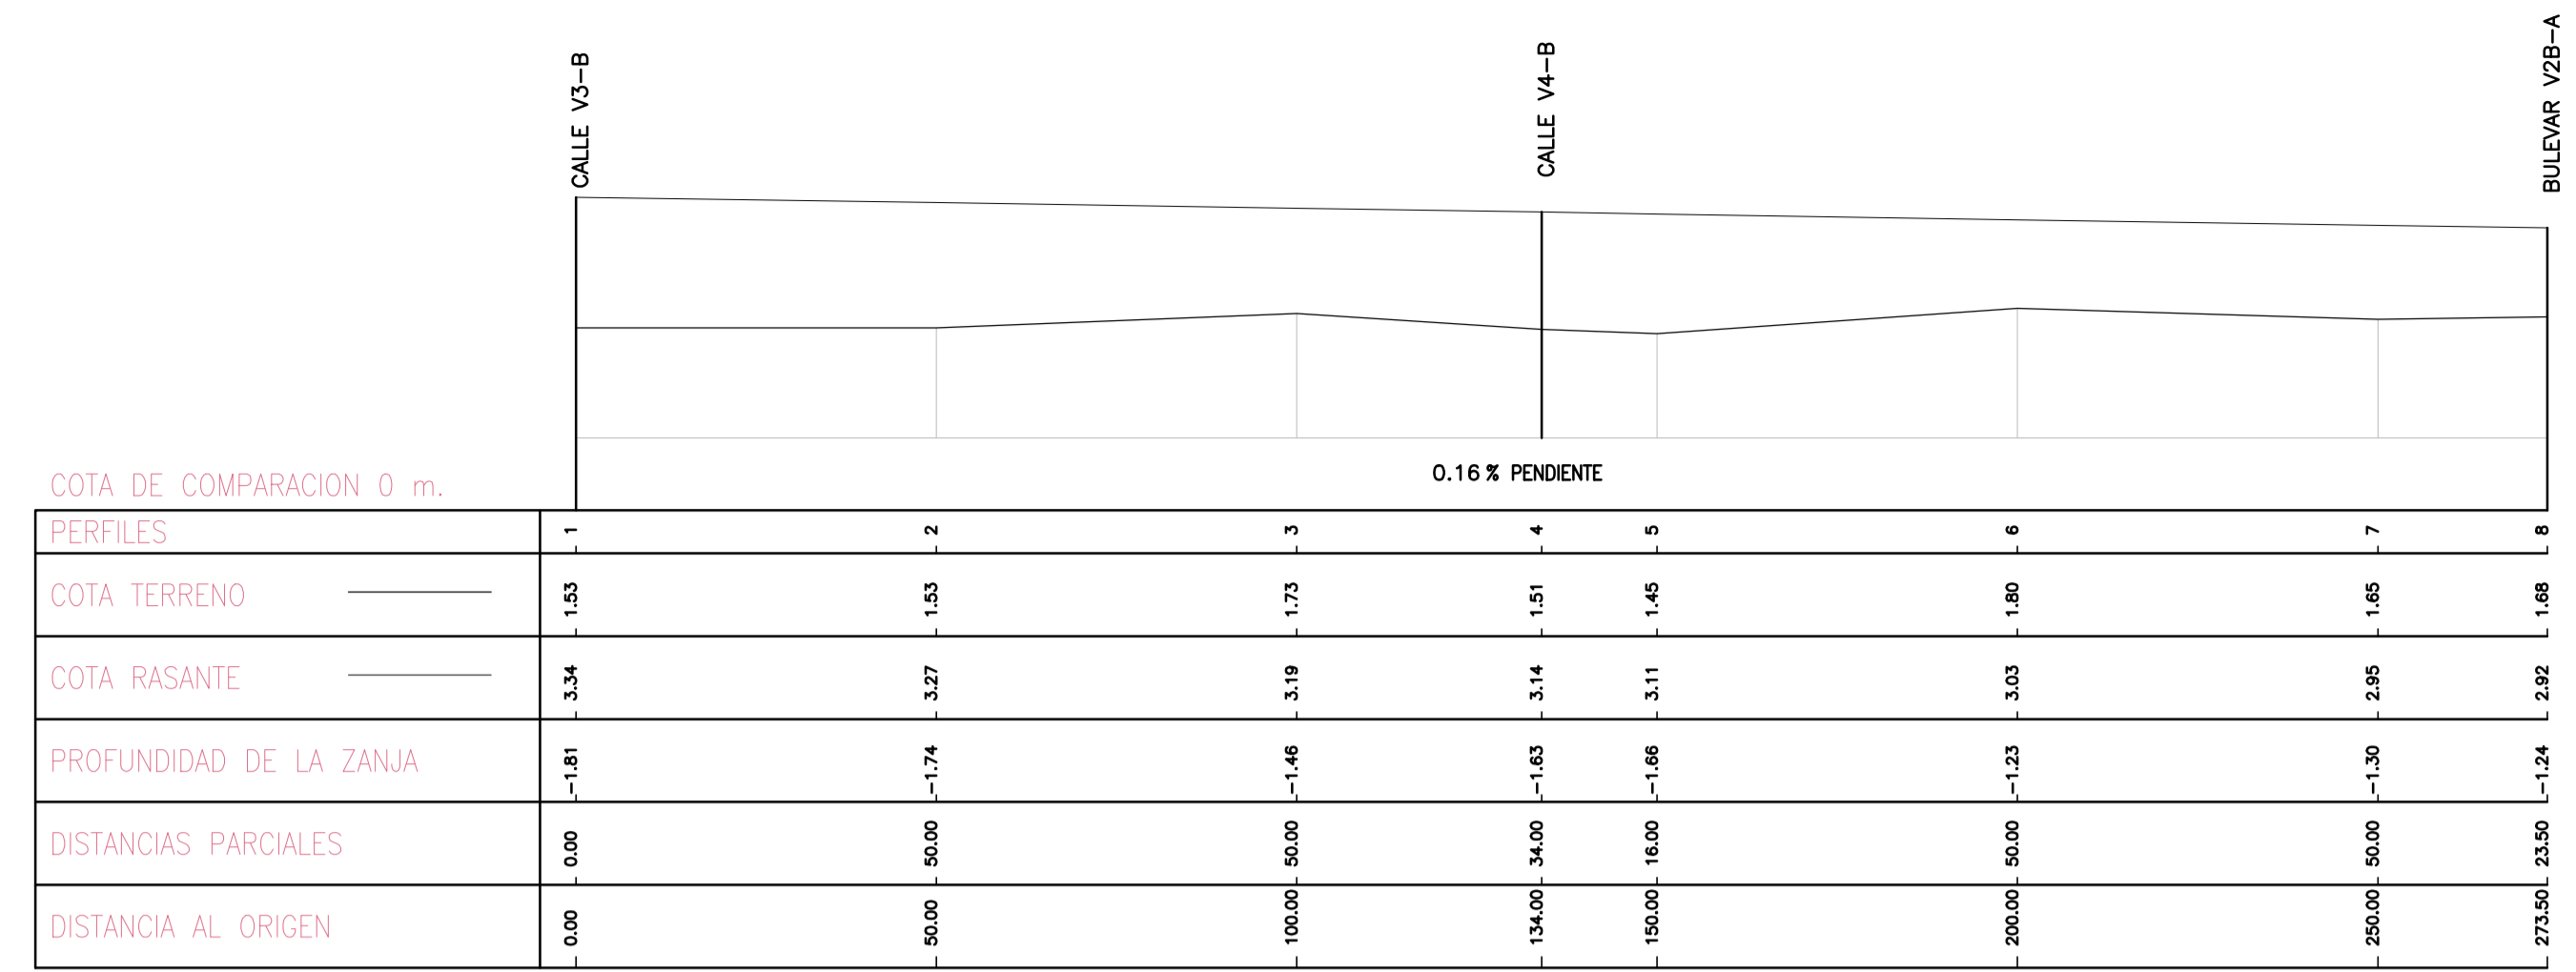 CALLE V3-B
CALLE V4-B
BULEVAR V2B-A
0.16 % PENDIENTE
COTA DE COMPARACION 0 m.
PERFILES 1 2 3 4 5 6 7 8
COTA TERRENO 1.53 1.53 1.73 1.51 1.45 1.80 1.65 1.68
COTA RASANTE 3.34 3.27 3.19 3.14 3.11 3.03 2.95 2.92
PROFUNDIDAD DE LA ZANJA -1.81 -1.74 -1.46 -1.63 -1.66 -1.23 -1.30 -1.24
DISTANCIAS PARCIALES 0.00 50.00 50.00 34.00 16.00 50.00 50.00 23.50
DISTANCIA AL ORIGEN 0.00 50.00 100.00 134.00 150.00 200.00 250.00 273.50